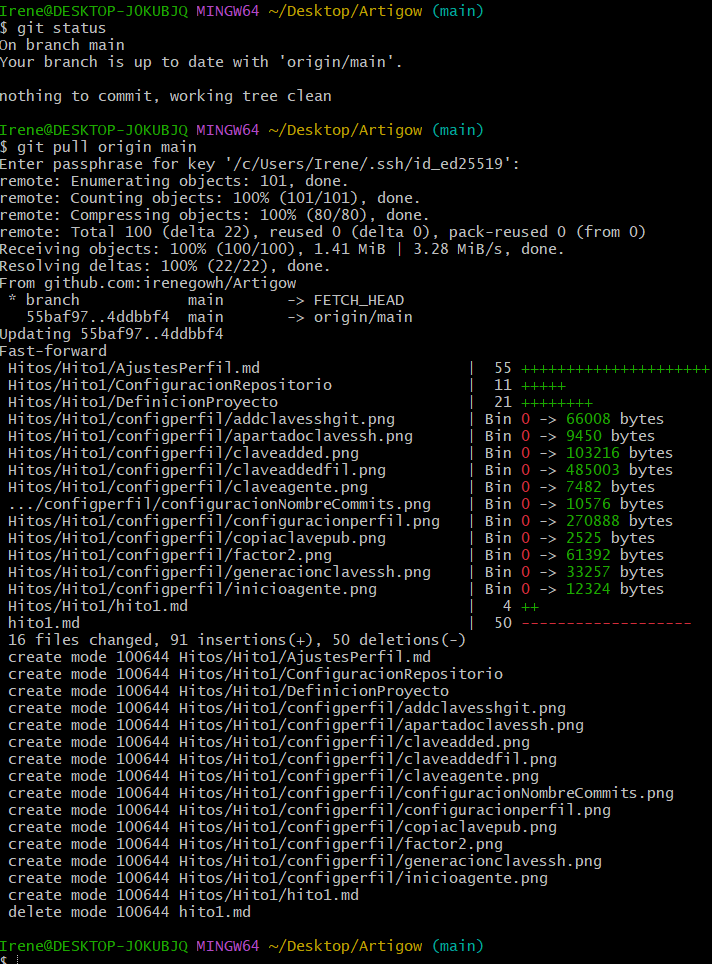 Irene@DESKTOP-J0KUBJQ MINGW64 ~/Desktop/Artigow (main)
$ git status
On branch main
Your branch is up to date with 'origin/main'.
nothing to commit, working tree clean
Irene@DESKTOP-J0KUBJQ MINGW64 ~/Desktop/Artigow (main)
$ git pull origin main
Enter passphrase for key '/c/Users/Irene/.ssh/id_ed25519':
remote: Enumerating objects: 101, done.
remote: Counting objects: 100% (101/101), done.
remote: Compressing objects: 100% (80/80), done.
remote: Total 100 (delta 22), reused 0 (delta 0), pack-reused 0 (from 0)
Receiving objects: 100% (100/100), 1.41 MiB | 3.28 MiB/s, done.
Resolving deltas: 100% (22/22), done.
From github.com:irenegowh/Artigow
 * branch            main       -> FETCH_HEAD
   55baf97..4ddbbf4  main       -> origin/main
Updating 55baf97..4ddbbf4
Fast-forward
 Hitos/Hito1/AjustesPerfil.md                       |  55 +++++++++++++++++++++
 Hitos/Hito1/ConfiguracionRepositorio               |  11 +++++
 Hitos/Hito1/DefinicionProyecto                     |  21 ++++++++
 Hitos/Hito1/configperfil/addclavesshgit.png        | Bin 0 -> 66008 bytes
 Hitos/Hito1/configperfil/apartadoclavessh.png      | Bin 0 -> 9450 bytes
 Hitos/Hito1/configperfil/claveadded.png            | Bin 0 -> 103216 bytes
 Hitos/Hito1/configperfil/claveaddedfil.png         | Bin 0 -> 485003 bytes
 Hitos/Hito1/configperfil/claveagente.png           | Bin 0 -> 7482 bytes
 .../configperfil/configuracionNombreCommits.png    | Bin 0 -> 10576 bytes
 Hitos/Hito1/configperfil/configuracionperfil.png   | Bin 0 -> 270888 bytes
 Hitos/Hito1/configperfil/copiaclavepub.png         | Bin 0 -> 2525 bytes
 Hitos/Hito1/configperfil/factor2.png               | Bin 0 -> 61392 bytes
 Hitos/Hito1/configperfil/generacionclavessh.png    | Bin 0 -> 33257 bytes
 Hitos/Hito1/configperfil/inicioagente.png          | Bin 0 -> 12324 bytes
 Hitos/Hito1/hito1.md                               |   4 ++
 hito1.md                                           |  50 -------------------
 16 files changed, 91 insertions(+), 50 deletions(-)
 create mode 100644 Hitos/Hito1/AjustesPerfil.md
 create mode 100644 Hitos/Hito1/ConfiguracionRepositorio
 create mode 100644 Hitos/Hito1/DefinicionProyecto
 create mode 100644 Hitos/Hito1/configperfil/addclavesshgit.png
 create mode 100644 Hitos/Hito1/configperfil/apartadoclavessh.png
 create mode 100644 Hitos/Hito1/configperfil/claveadded.png
 create mode 100644 Hitos/Hito1/configperfil/claveaddedfil.png
 create mode 100644 Hitos/Hito1/configperfil/claveagente.png
 create mode 100644 Hitos/Hito1/configperfil/configuracionNombreCommits.png
 create mode 100644 Hitos/Hito1/configperfil/configuracionperfil.png
 create mode 100644 Hitos/Hito1/configperfil/copiaclavepub.png
 create mode 100644 Hitos/Hito1/configperfil/factor2.png
 create mode 100644 Hitos/Hito1/configperfil/generacionclavessh.png
 create mode 100644 Hitos/Hito1/configperfil/inicioagente.png
 create mode 100644 Hitos/Hito1/hito1.md
 delete mode 100644 hito1.md
Irene@DESKTOP-J0KUBJQ MINGW64 ~/Desktop/Artigow (main)
$